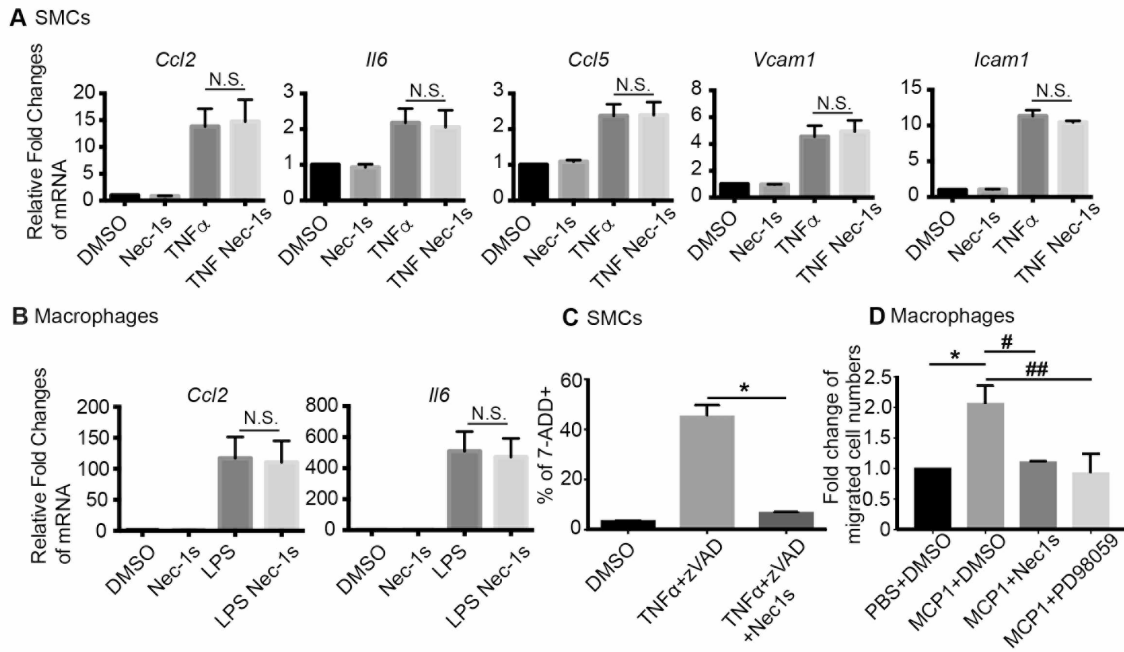 A SMCs
Relative Fold Changes
of mRNA
Ccl2
20
15
10
5
0
N.S.
DMSO
Nec-1s
TNFα
TNF Nec-1s
Il6
3
2
1
0
N.S.
DMSO
Nec-1s
TNFα
TNF Nec-1s
Ccl5
3
2
1
0
N.S.
DMSO
Nec-1s
TNFα
TNF Nec-1s
Vcam1
8
6
4
2
0
N.S.
DMSO
Nec-1s
TNFα
TNF Nec-1s
Icam1
15
10
5
0
N.S.
DMSO
Nec-1s
TNFα
TNF Nec-1s
B Macrophages
Relative Fold Changes
of mRNA
Ccl2
200
150
100
50
0
N.S.
DMSO
Nec-1s
LPS
LPS Nec-1s
Il6
800
600
400
200
0
N.S.
DMSO
Nec-1s
LPS
LPS Nec-1s
C SMCs
% of 7-ADD+
60
40
20
0
*
DMSO
TNFα+zVAD
TNFα+zVAD
+Nec1s
D Macrophages
Fold change of
migrated cell numbers
2.5
2.0
1.5
1.0
0.5
0
*
#
##
PBS+DMSO
MCP1+DMSO
MCP1+Nec1s
MCP1+PD98059